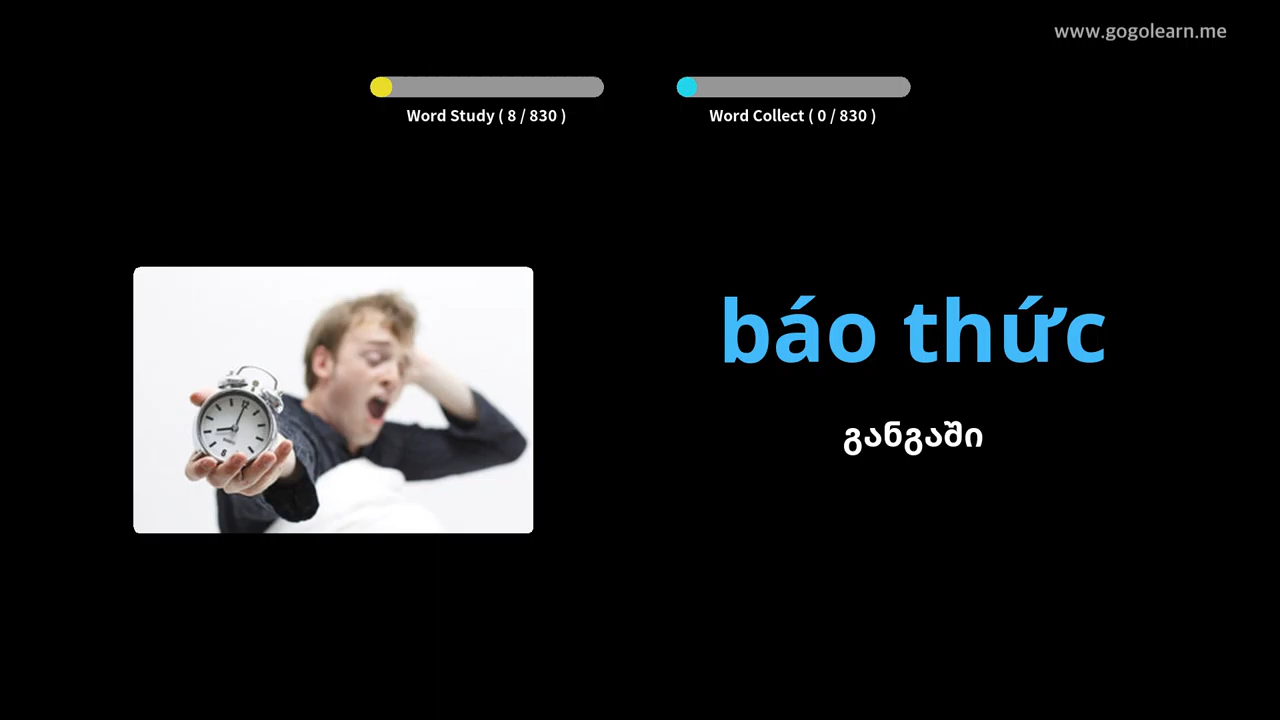 www.gogolearn.me
Word Study ( 8 / 830 )
Word Collect ( 0 / 830 )
báo thức
განგაში